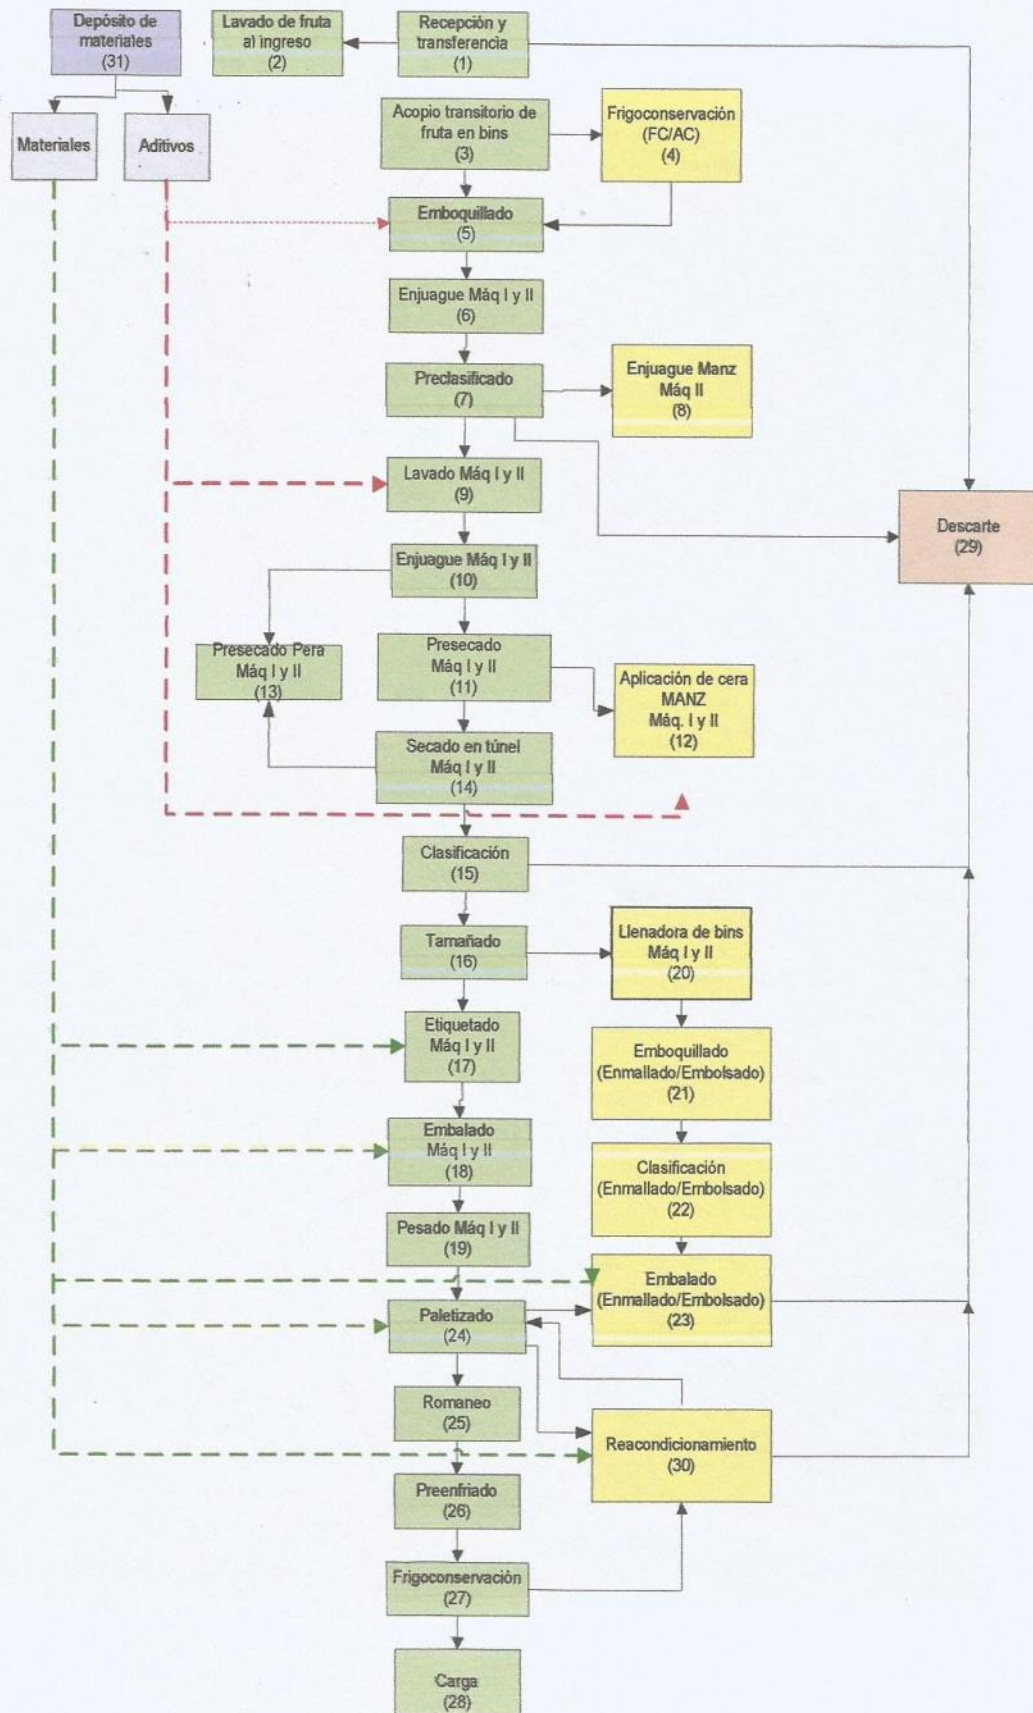 Depósito de
materiales
(31)
Lavado de fruta
al ingreso
(2)
Recepción y
transferencia
(1)
Materiales
Aditivos
Acopio transitorio de
fruta en bins
(3)
Frigoconservación
(FC/AC)
(4)
Emboquillado
(5)
Enjuague Máq I y II
(6)
Preclasificado
(7)
Enjuague Manz
Máq II
(8)
Lavado Máq I y II
(9)
Descarte
(29)
Enjuague Máq I y II
(10)
Presecado Pera
Máq I y II
(13)
Presecado
Máq I y II
(11)
Aplicación de cera
MANZ
Máq. I y II
(12)
Secado en túnel
Máq I y II
(14)
Clasificación
(15)
Tamañado
(16)
Llenadora de bins
Máq I y II
(20)
Etiquetado
Máq I y II
(17)
Emboquillado
(Enmallado/Embolsado)
(21)
Embalado
Máq I y II
(18)
Clasificación
(Enmallado/Embolsado)
(22)
Pesado Máq I y II
(19)
Embalado
(Enmallado/Embolsado)
(23)
Paletizado
(24)
Romaneo
(25)
Reacondicionamiento
(30)
Preenfriado
(26)
Frigoconservación
(27)
Carga
(28)